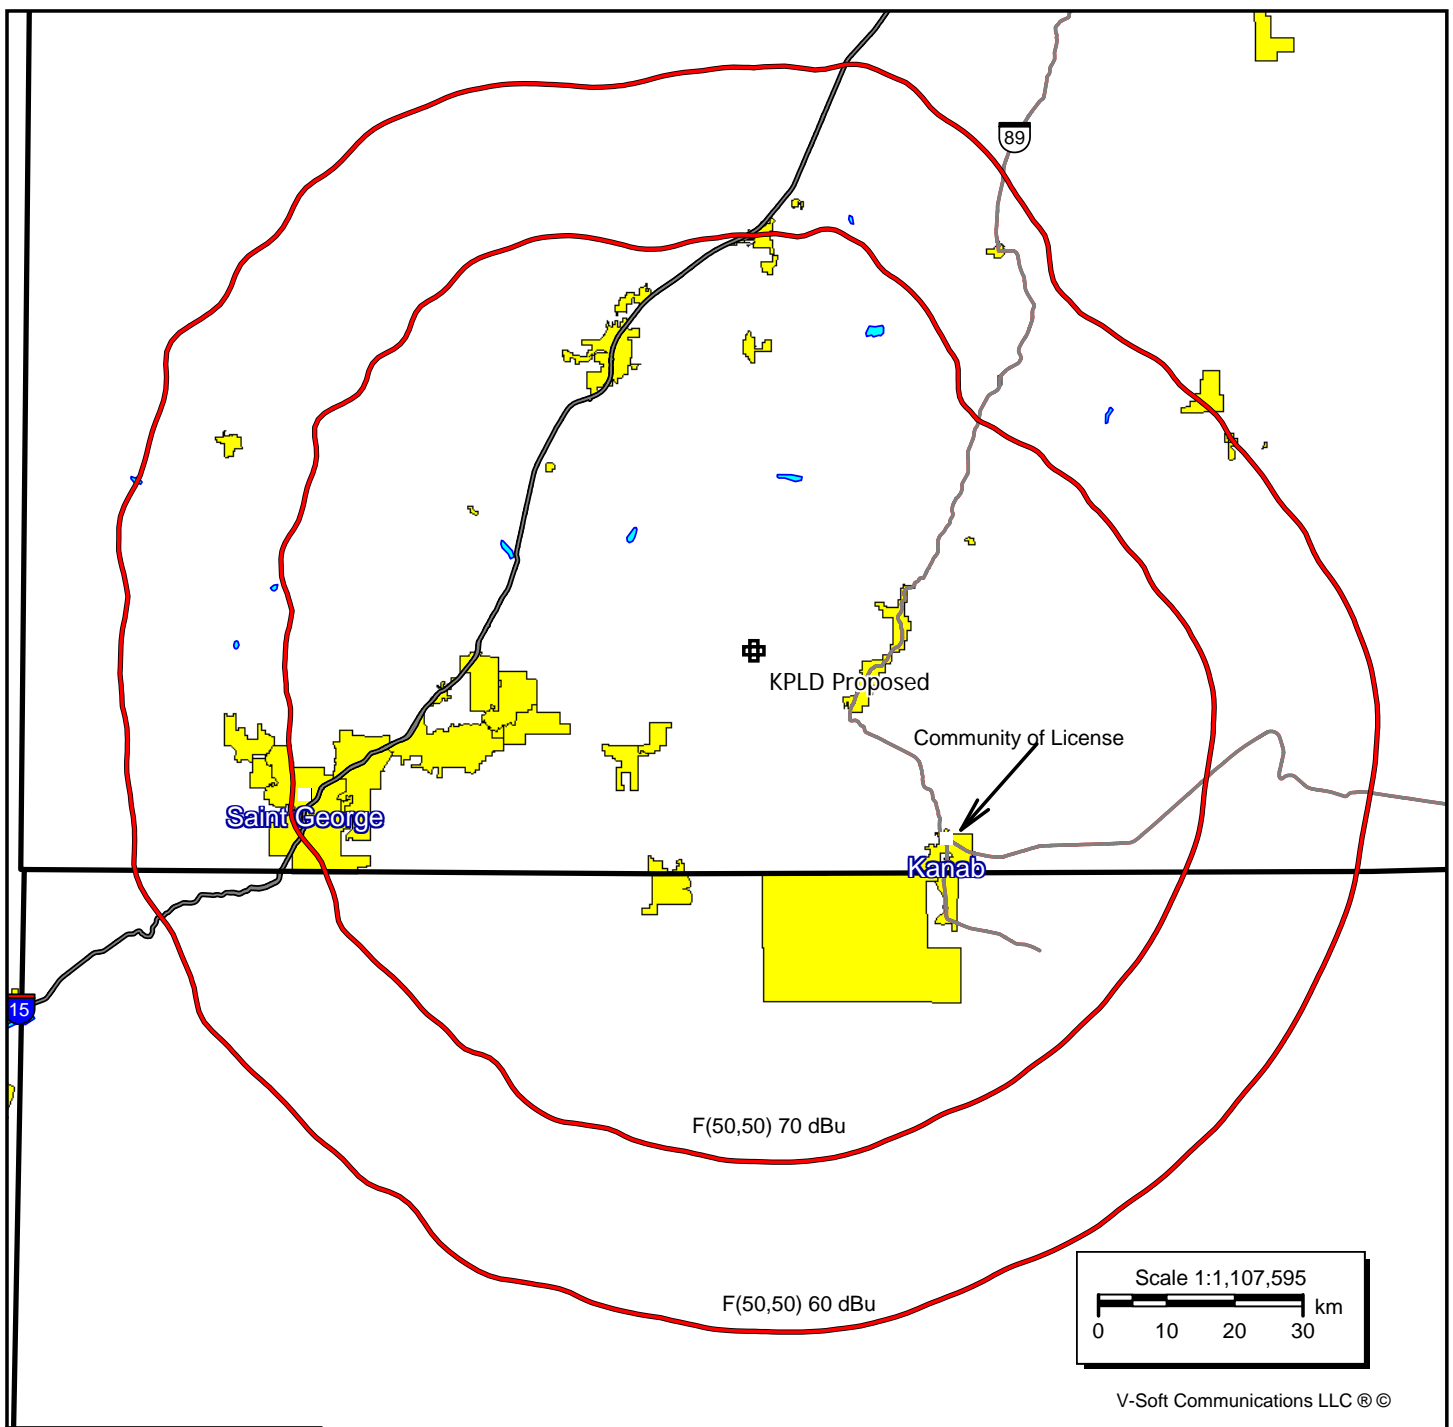 89
KPLD Proposed
Community of License
Saint George
Kanab
15
F(50,50) 70 dBu
F(50,50) 60 dBu
Scale 1:1,107,595
km
0 10 20 30
V-Soft Communications LLC ® ©